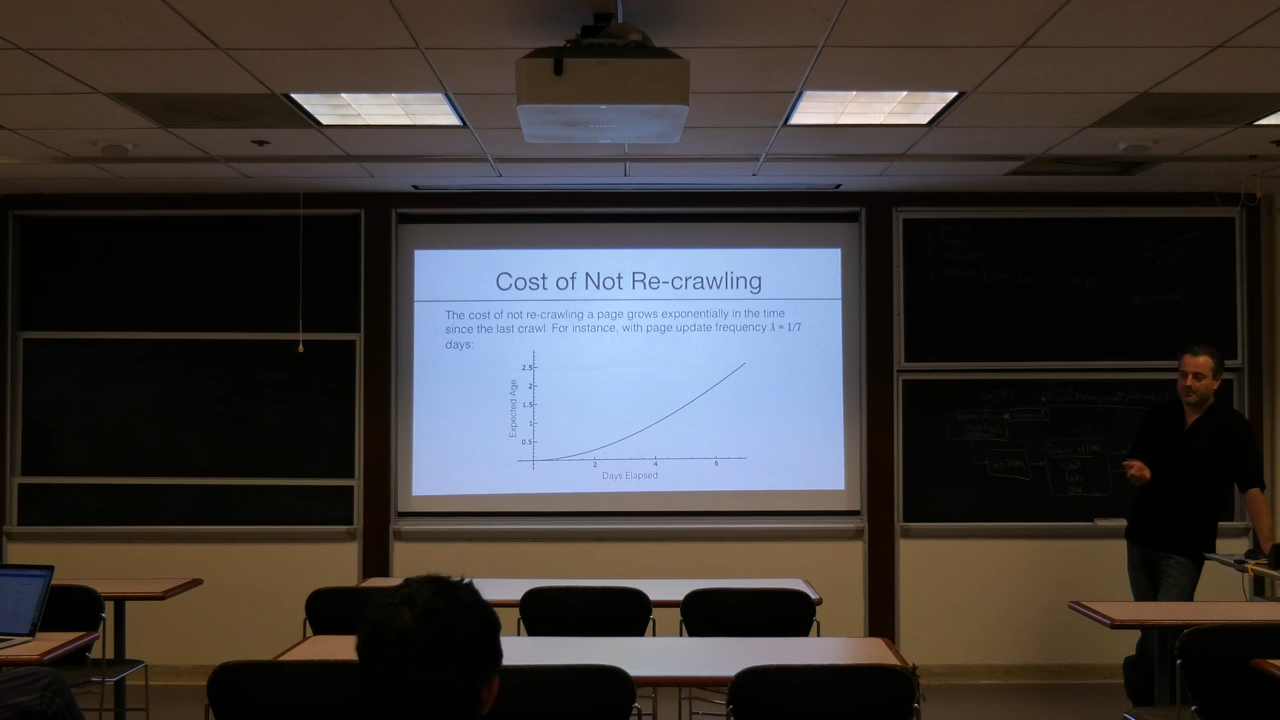 Cost of Not Re-crawling
The cost of not re-crawling a page grows exponentially in the time
since the last crawl. For instance, with page update frequency λ = 1/7
days:
2.5
2
1.5
1
0.5
Expected Age
2 4 6
Days Elapsed